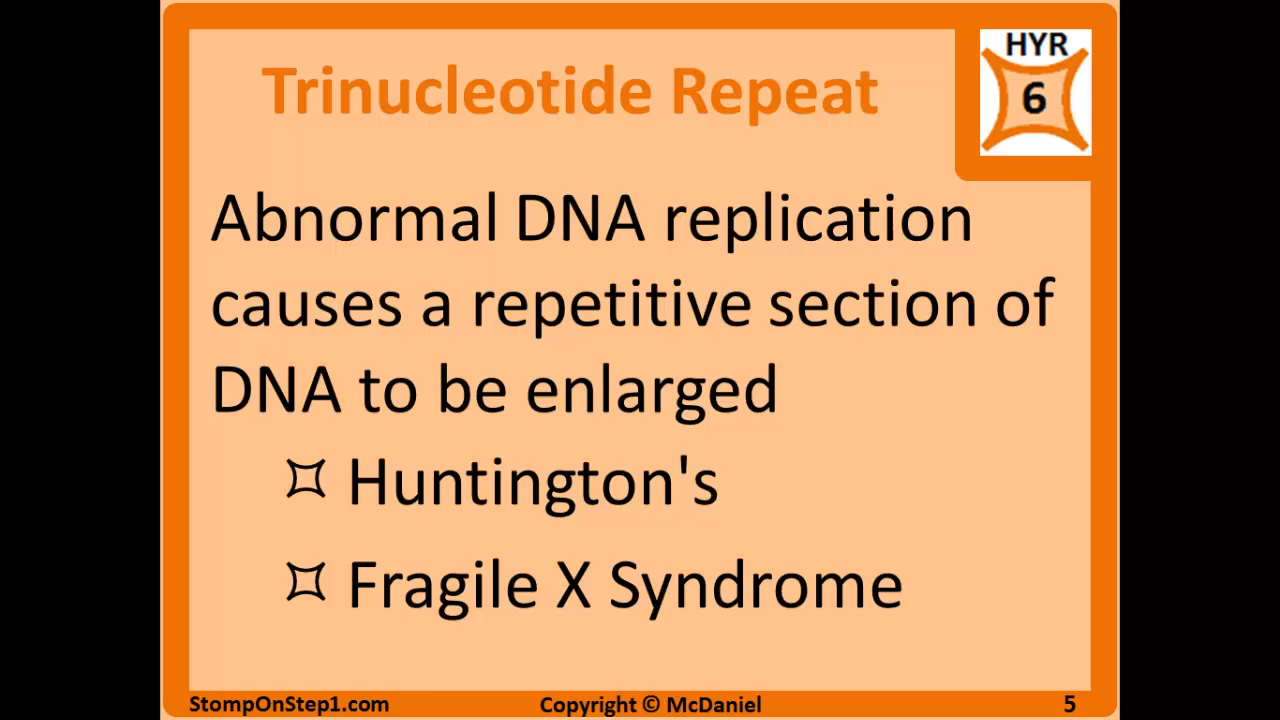 HYR
Trinucleotide Repeat
6
Abnormal DNA replication
causes a repetitive section of
DNA to be enlarged
Huntington's
Fragile X Syndrome
StompOnStep1.com
Copyright © McDaniel
5